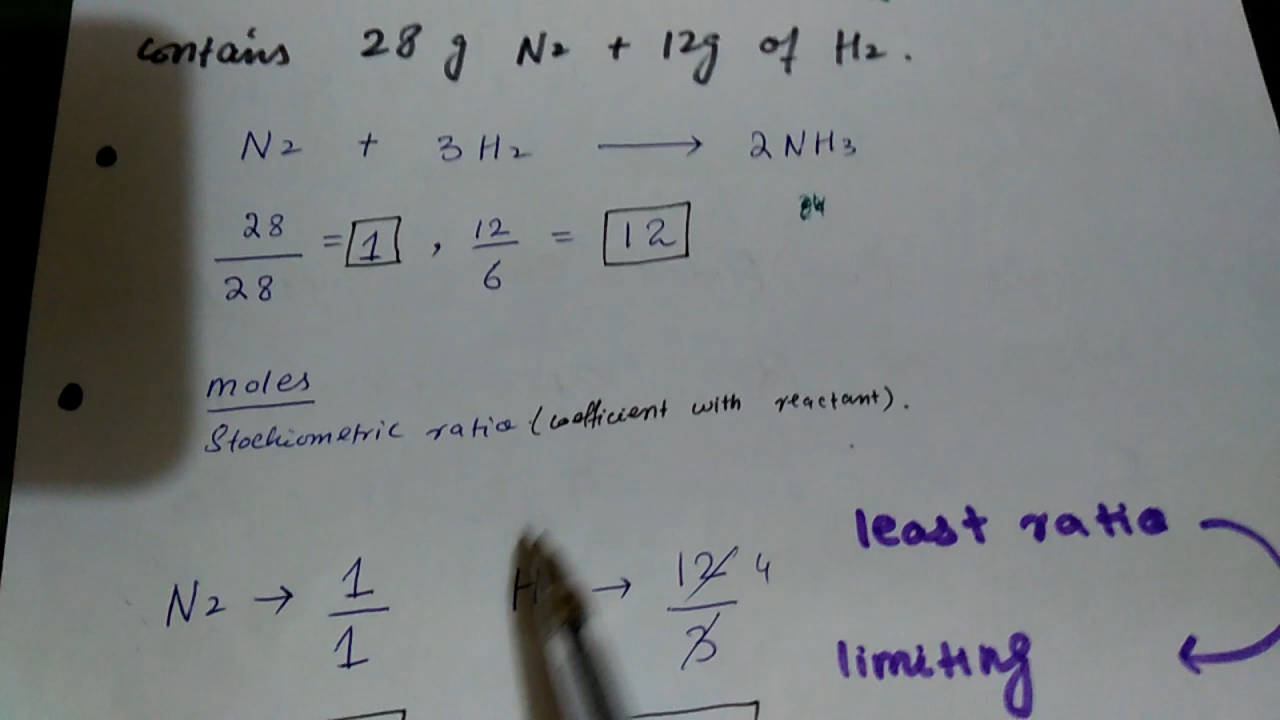 contains 28 g N2 + 12g of H2.
N2 + 3H2 → 2NH3
28/28 = 1 , 12/6 = 12
moles
Stochiometric ratio (coefficient with reactant).
least ratio
N2 → 1/1 H → 12/3 4
limiting